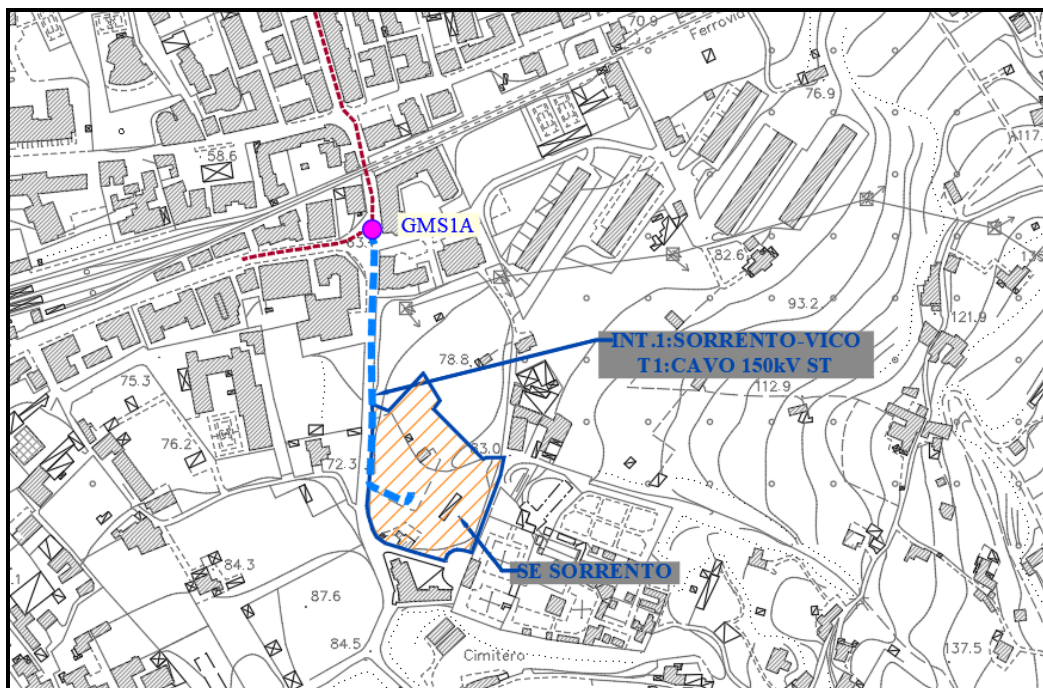 70.9
Ferrovia
76.9
58.6
GMS1A
82.6
93.2
121.9
INT.1:SORRENTO-VICO
T1:CAVO 150kV ST
78.8
112.9
75.3
76.2
83.0
72.3
SE SORRENTO
84.3
87.6
84.5
Cimitero
137.5